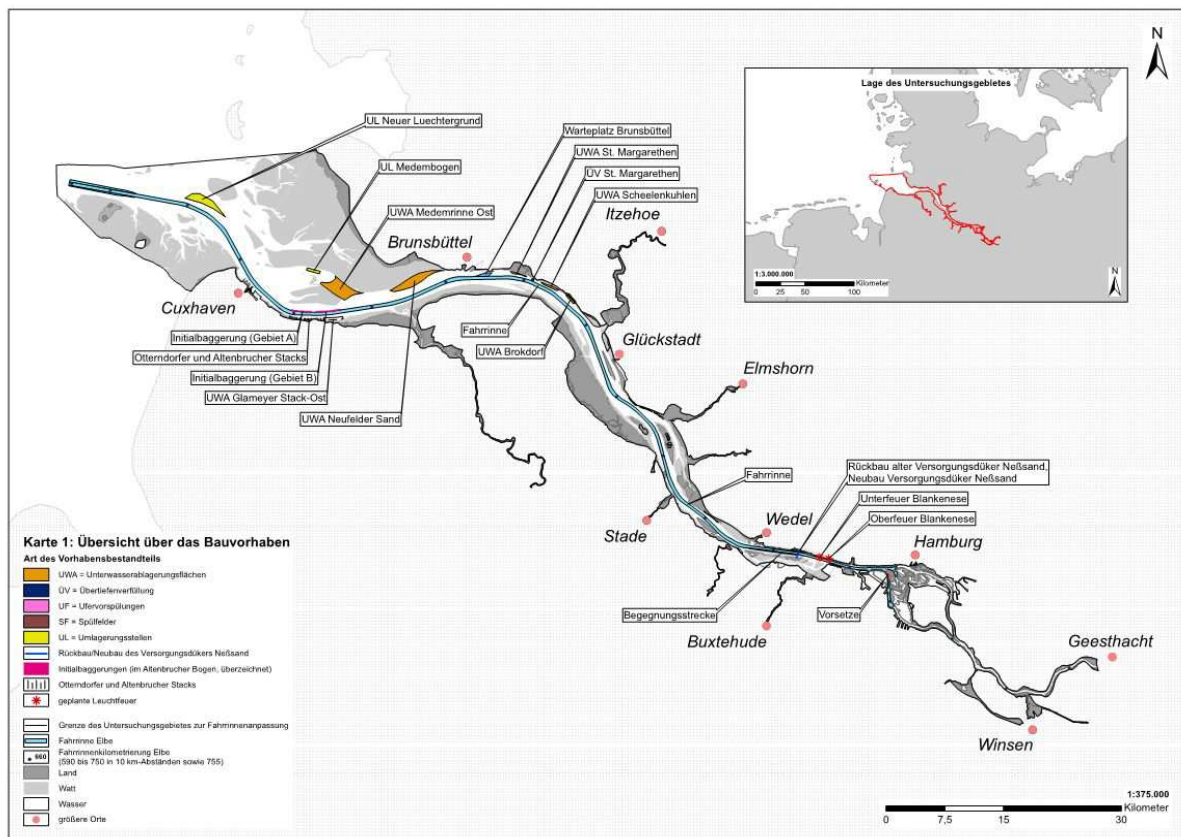 N
Lage des Untersuchungsgebietes
1:3.000.000
Kilometer
0 25 50 100
N
UL Neuer Luechtergrund
UL Medembogen
UWA Medemrinne Ost
Brunsbüttel
Warteplatz Brunsbüttel
UWA St. Margarethen
ÜV St. Margarethen
UWA Scheelenkuhlen
Itzehoe
Cuxhaven
Initialbaggerung (Gebiet A)
Otterndorfer und Altenbrucher Stacks
Initialbaggerung (Gebiet B)
UWA Glameyer Stack-Ost
UWA Neufelder Sand
Fahrrinne
UWA Brokdorf
Glückstadt
Elmshorn
Fahrrinne
Rückbau alter Versorgungsdüker Neßsand,
Neubau Versorgungsdüker Neßsand
Unterfeuer Blankenese
Oberfeuer Blankenese
Stade
Wedel
Hamburg
Begegnungsstrecke
Vorsetze
Buxtehude
Geesthacht
Winsen
Karte 1: Übersicht über das Bauvorhaben
Art des Vorhabensbestandteils
UWA = Unterwasserablagerungsflächen
ÜV = Übertiefenverfüllung
UF = Ufervorspülungen
SF = Spülfelder
UL = Umlagerungsstellen
Rückbau/Neubau des Versorgungsdükers Neßsand
Initialbaggerungen (im Altenbrucher Bogen, überzeichnet)
Otterndorfer und Altenbrucher Stacks
geplante Leuchtfeuer
Grenze des Untersuchungsgebietes zur Fahrrinnenanpassung
Fahrrinne Elbe
660
Fahrrinnenkilometrierung Elbe
(590 bis 750 in 10 km-Abständen sowie 755)
Land
Watt
Wasser
größere Orte
1:375.000
Kilometer
0 7,5 15 30